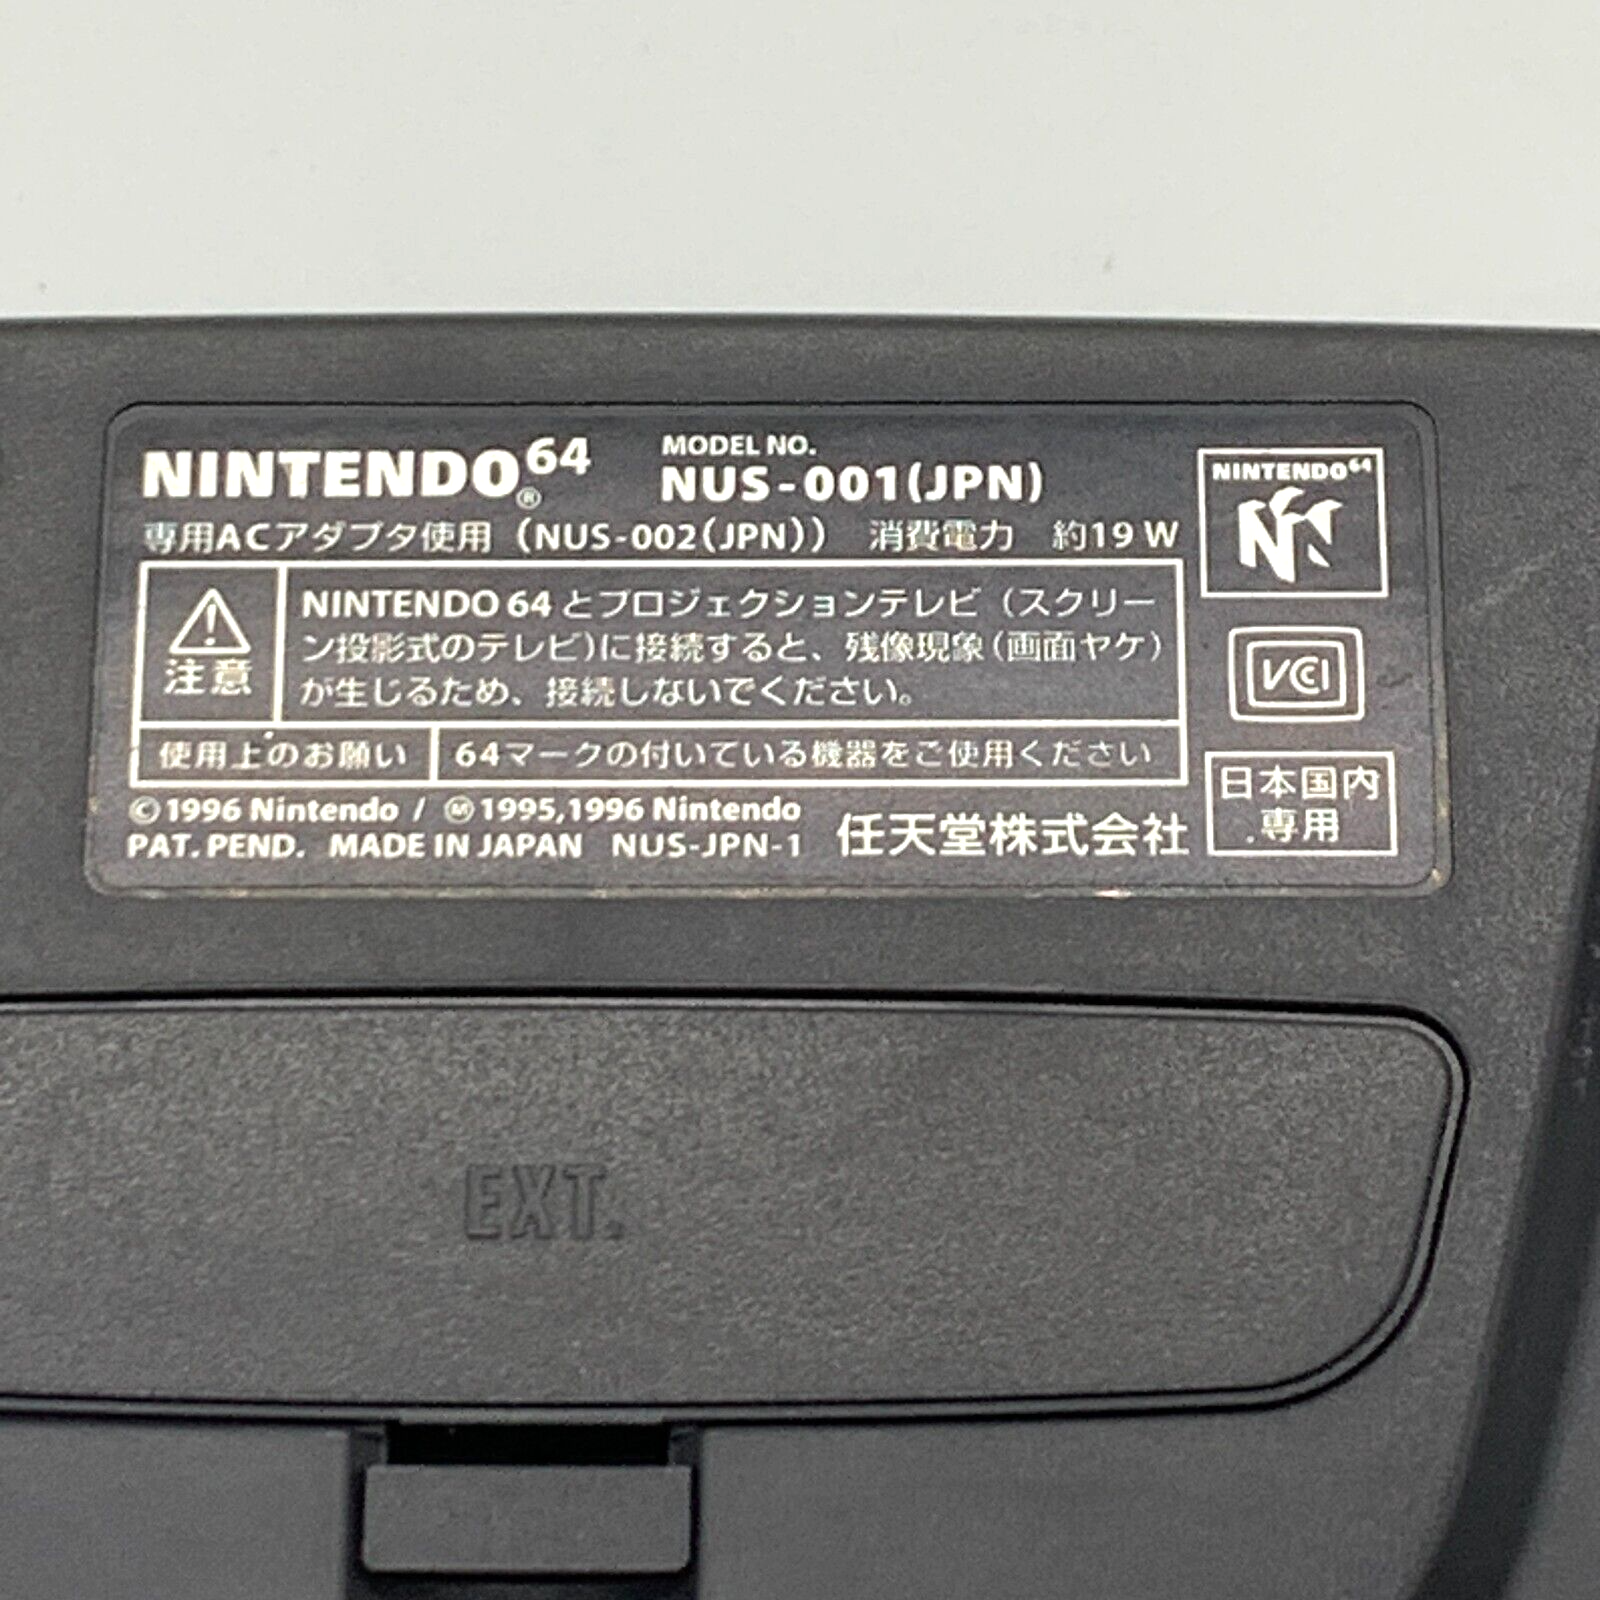 NINTENDO64®
MODEL NO.
NUS-001(JPN)
専用ACアダプタ使用（NUS-002(JPN)） 消費電力 約19 W
注意
NINTENDO 64 とプロジェクションテレビ（スクリー
ン投影式のテレビ)に接続すると、残像現象(画面ヤケ)
が生じるため、接続しないでください。
使用上のお願い
64マークの付いている機器をご使用ください
© 1996 Nintendo / Ⓜ 1995,1996 Nintendo
PAT. PEND. MADE IN JAPAN NUS-JPN-1
任天堂株式会社
NINTENDO64
VCCI
日本国内
専用
EXT.